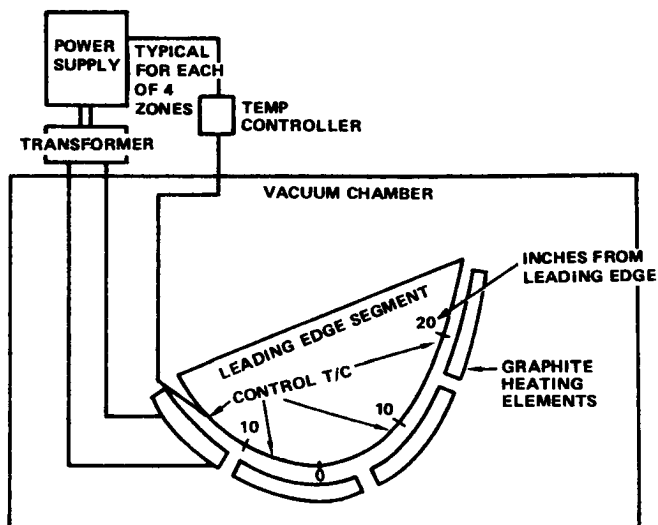 POWER
SUPPLY
TYPICAL
FOR EACH
OF 4
ZONES
TEMP
CONTROLLER
TRANSFORMER
VACUUM CHAMBER
INCHES FROM
LEADING EDGE
LEADING EDGE SEGMENT
20
CONTROL T/C
GRAPHITE
HEATING
ELEMENTS
10
10
0